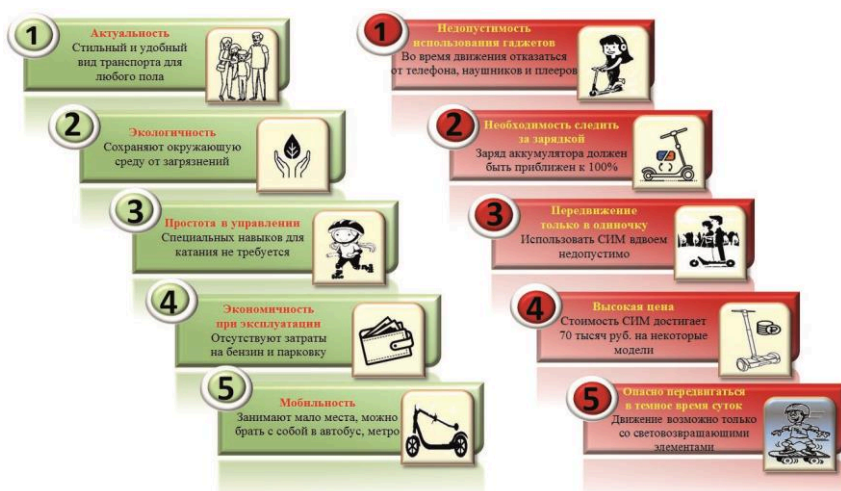 1
Актуальность
Стильный и удобный
вид транспорта для
любого пола
2
Экологичность
Сохраняют окружающую
среду от загрязнений
3
Простота в управлении
Специальных навыков для
катания не требуется
4
Экономичность
при эксплуатации
Отсутствуют затраты
на бензин и парковку
5
Мобильность
Занимают мало места, можно
брать с собой в автобус, метро
1
Недопустимость
использования гаджетов
Во время движения отказаться
от телефона, наушников и плееров
2
Необходимость следить
за зарядкой
Заряд аккумулятора должен
быть приближен к 100%
3
Передвижение
только в одиночку
Использовать СИМ вдвоем
недопустимо
4
Высокая цена
Стоимость СИМ достигает
70 тысяч руб. на некоторые
модели
5
Опасно передвигаться
в темное время суток
Движение возможно только
со световозвращающими
элементами